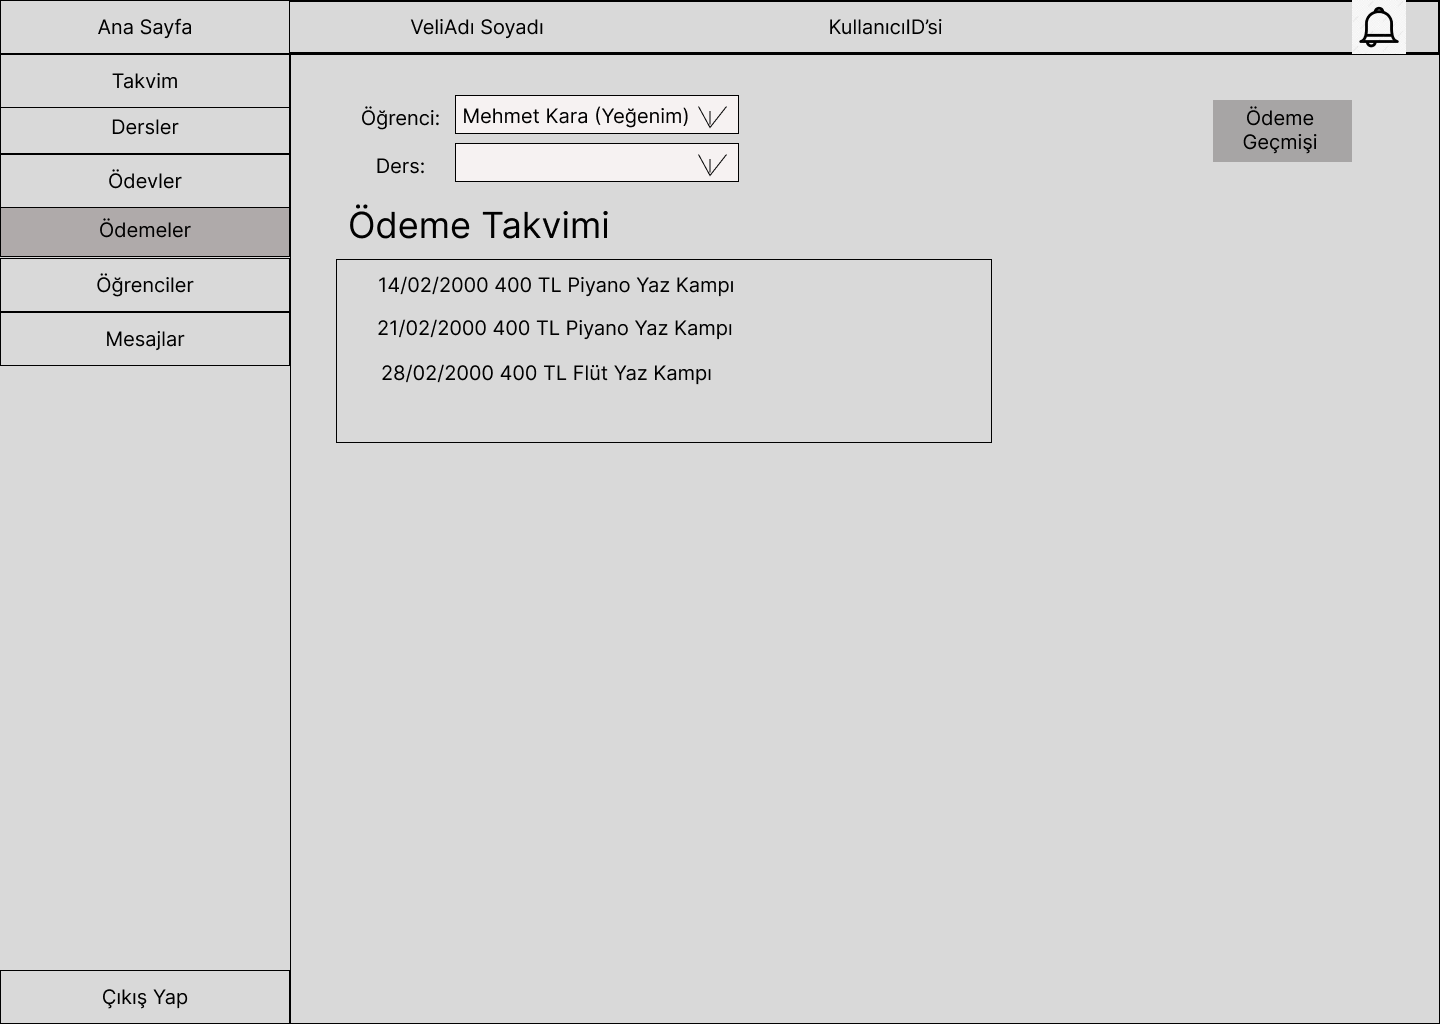 Ana Sayfa
VeliAdı Soyadı
KullanıcıID’si
Takvim
Dersler
Ödevler
Ödemeler
Öğrenciler
Mesajlar
Çıkış Yap
Öğrenci:
Mehmet Kara (Yeğenim)
Ders:
Ödeme
Geçmişi
Ödeme Takvimi
14/02/2000 400 TL Piyano Yaz Kampı
21/02/2000 400 TL Piyano Yaz Kampı
28/02/2000 400 TL Flüt Yaz Kampı